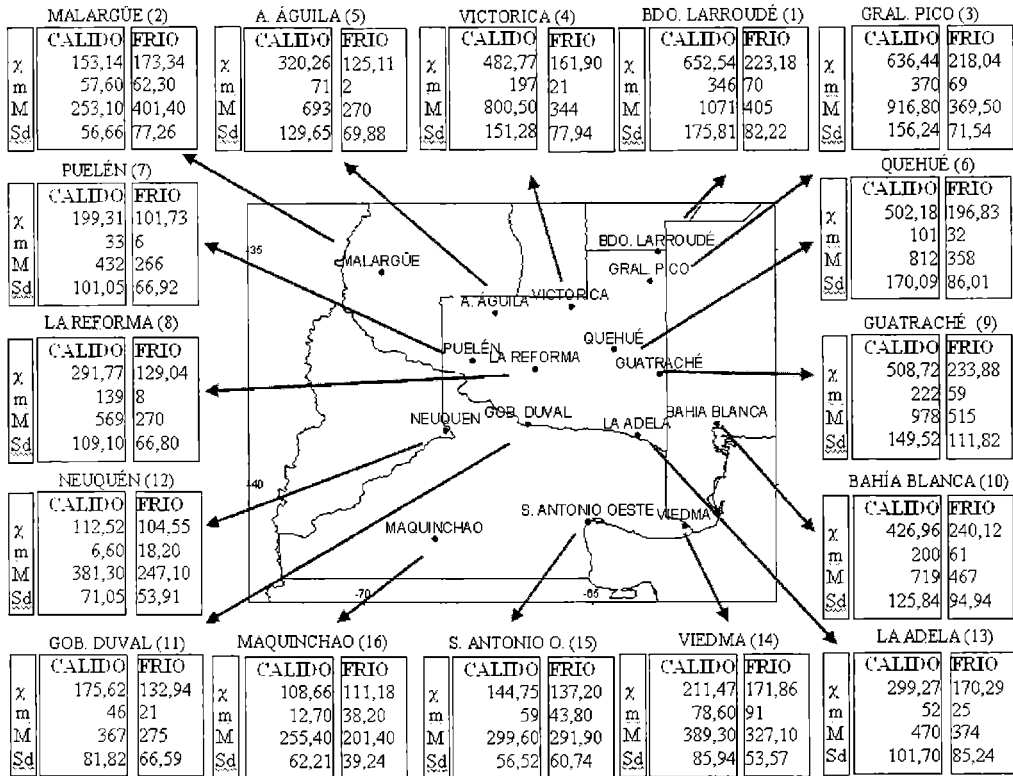 MALARGÜE (2) A. ÁGUILA (5) VICTORICA (4) BDO. LARROUDÉ (1) GRAL. PICO (3)
CALIDO FRIO CALIDO FRIO CALIDO FRIO CALIDO FRIO CALIDO FRIO
χ 153,14 173,34 χ 320,26 125,11 χ 482,77 161,90 χ 652,54 223,18 χ 636,44 218,04
m 57,60 62,30 m 71 2 m 197 21 m 346 70 m 370 69
M 253,10 401,40 M 693 270 M 800,50 344 M 1071 405 M 916,80 369,50
Sd 56,66 77,26 Sd 129,65 69,88 Sd 151,28 77,94 Sd 175,81 82,22 Sd 156,24 71,54
PUELÉN (7)
CALIDO FRIO
χ 199,31 101,73
m 33 6
M 432 266
Sd 101,05 66,92
QUEHUÉ (6)
CALIDO FRIO
χ 502,18 196,83
m 101 32
M 812 358
Sd 170,09 86,01
LA REFORMA (8)
CALIDO FRIO
χ 291,77 129,04
m 139 8
M 569 270
Sd 109,10 66,80
GUATRACHÉ (9)
CALIDO FRIO
χ 508,72 233,88
m 222 59
M 978 515
Sd 149,52 111,82
NEUQUÉN (12)
CALIDO FRIO
χ 112,52 104,55
m 6,60 18,20
M 381,30 247,10
Sd 71,05 53,91
BAHÍA BLANCA (10)
CALIDO FRIO
χ 426,96 240,12
m 200 61
M 719 467
Sd 125,84 94,94
-35
BDO. LARROUDÉ
MALARGÜE
GRAL. PICO
A. ÁGUILA VICTORICA
QUEHUÉ
PUELÉN LA REFORMA
GUATRACHÉ
NEUQUEN GOB. DUVAL LA ADELA BAHIA BLANCA
-40
MAQUINCHAO S. ANTONIO OESTE VIEDMA
-70 -65
GOB. DUVAL (11) MAQUINCHAO (16) S. ANTONIO O. (15) VIEDMA (14) LA ADELA (13)
CALIDO FRIO CALIDO FRIO CALIDO FRIO CALIDO FRIO CALIDO FRIO
χ 175,62 132,94 χ 108,66 111,18 χ 144,75 137,20 χ 211,47 171,86 χ 299,27 170,29
m 46 21 m 12,70 38,20 m 59 43,80 m 78,60 91 m 52 25
M 367 275 M 255,40 201,40 M 299,60 291,90 M 389,30 327,10 M 470 374
Sd 81,82 66,59 Sd 62,21 39,24 Sd 56,52 60,74 Sd 85,94 53,57 Sd 101,70 85,24